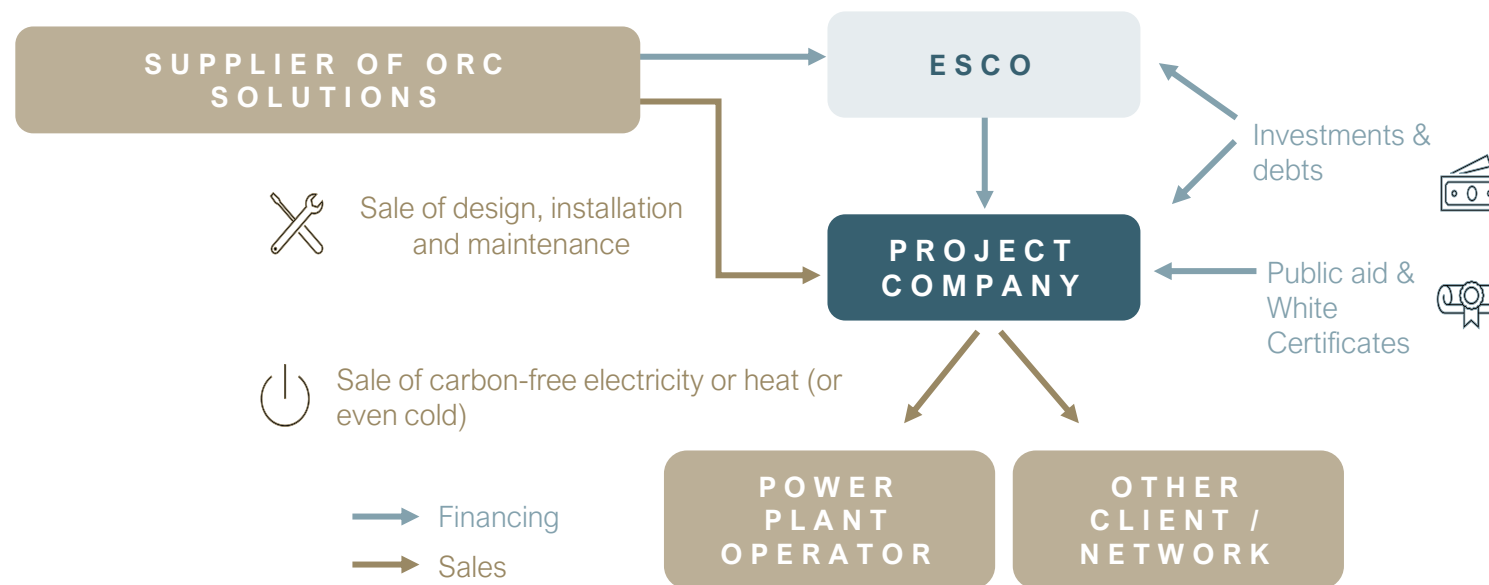 SUPPLIER OF ORC
SOLUTIONS
ESCO
Investments &
debts
Sale of design, installation
and maintenance
PROJECT
COMPANY
Public aid &
White
Certificates
Sale of carbon-free electricity or heat (or
even cold)
POWER
PLANT
OPERATOR
OTHER
CLIENT /
NETWORK
Financing
Sales